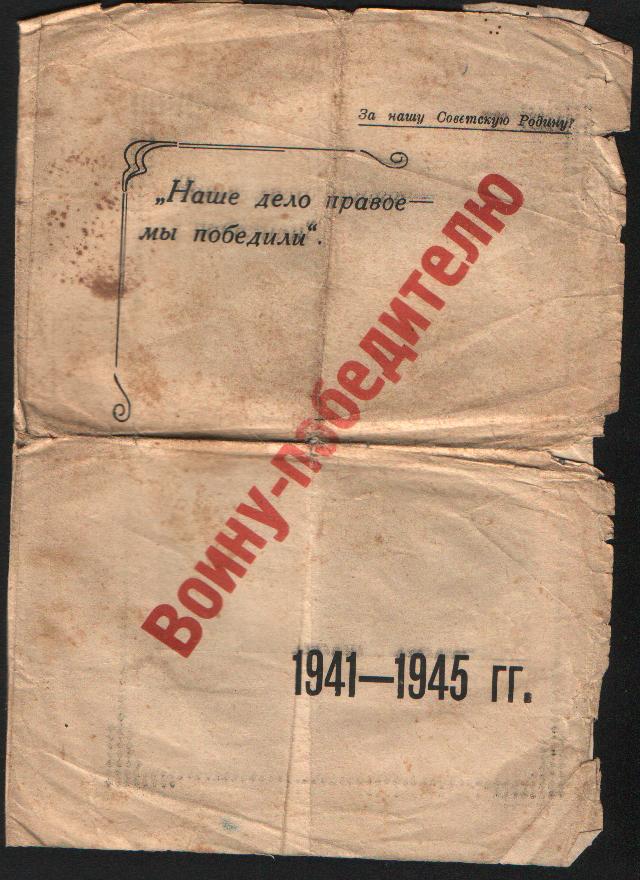 За нашу Советскую Родину!
„Наше дело правое—
мы победили“.
Воину-победителю
1941—1945 гг.